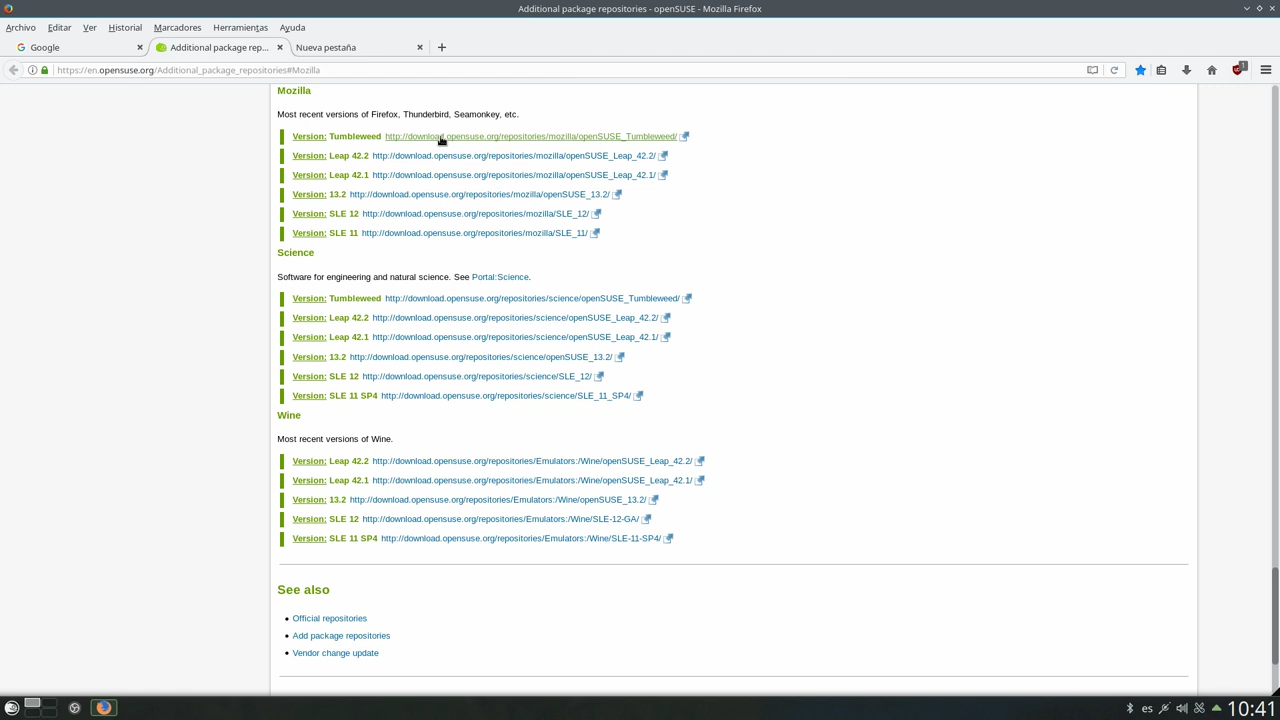 Additional package repositories - openSUSE - Mozilla Firefox
Archivo Editar Ver Historial Marcadores Herramientas Ayuda
Google Additional package rep... Nueva pestaña
https://en.opensuse.org/Additional_package_repositories#Mozilla 1
Mozilla
Most recent versions of Firefox, Thunderbird, Seamonkey, etc.
Version: Tumbleweed http://download.opensuse.org/repositories/mozilla/openSUSE_Tumbleweed/
Version: Leap 42.2 http://download.opensuse.org/repositories/mozilla/openSUSE_Leap_42.2/
Version: Leap 42.1 http://download.opensuse.org/repositories/mozilla/openSUSE_Leap_42.1/
Version: 13.2 http://download.opensuse.org/repositories/mozilla/openSUSE_13.2/
Version: SLE 12 http://download.opensuse.org/repositories/mozilla/SLE_12/
Version: SLE 11 http://download.opensuse.org/repositories/mozilla/SLE_11/
Science
Software for engineering and natural science. See Portal:Science.
Version: Tumbleweed http://download.opensuse.org/repositories/science/openSUSE_Tumbleweed/
Version: Leap 42.2 http://download.opensuse.org/repositories/science/openSUSE_Leap_42.2/
Version: Leap 42.1 http://download.opensuse.org/repositories/science/openSUSE_Leap_42.1/
Version: 13.2 http://download.opensuse.org/repositories/science/openSUSE_13.2/
Version: SLE 12 http://download.opensuse.org/repositories/science/SLE_12/
Version: SLE 11 SP4 http://download.opensuse.org/repositories/science/SLE_11_SP4/
Wine
Most recent versions of Wine.
Version: Leap 42.2 http://download.opensuse.org/repositories/Emulators:/Wine/openSUSE_Leap_42.2/
Version: Leap 42.1 http://download.opensuse.org/repositories/Emulators:/Wine/openSUSE_Leap_42.1/
Version: 13.2 http://download.opensuse.org/repositories/Emulators:/Wine/openSUSE_13.2/
Version: SLE 12 http://download.opensuse.org/repositories/Emulators:/Wine/SLE-12-GA/
Version: SLE 11 SP4 http://download.opensuse.org/repositories/Emulators:/Wine/SLE-11-SP4/
See also
Official repositories
Add package repositories
Vendor change update
es 10:41